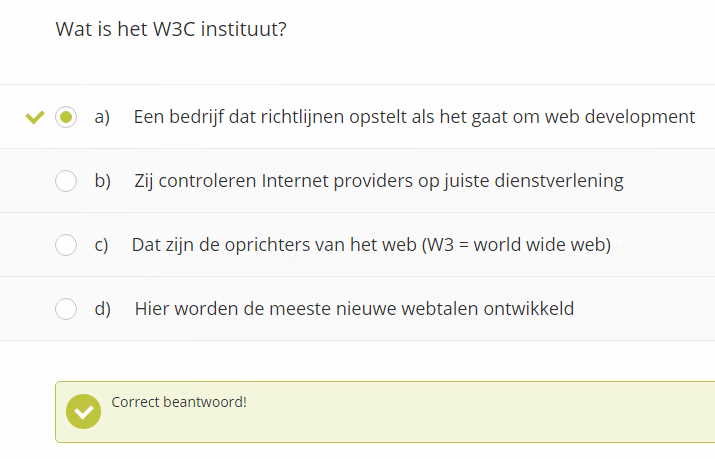 Wat is het W3C instituut?
a) Een bedrijf dat richtlijnen opstelt als het gaat om web development
b) Zij controleren Internet providers op juiste dienstverlening
c) Dat zijn de oprichters van het web (W3 = world wide web)
d) Hier worden de meeste nieuwe webtalen ontwikkeld
Correct beantwoord!